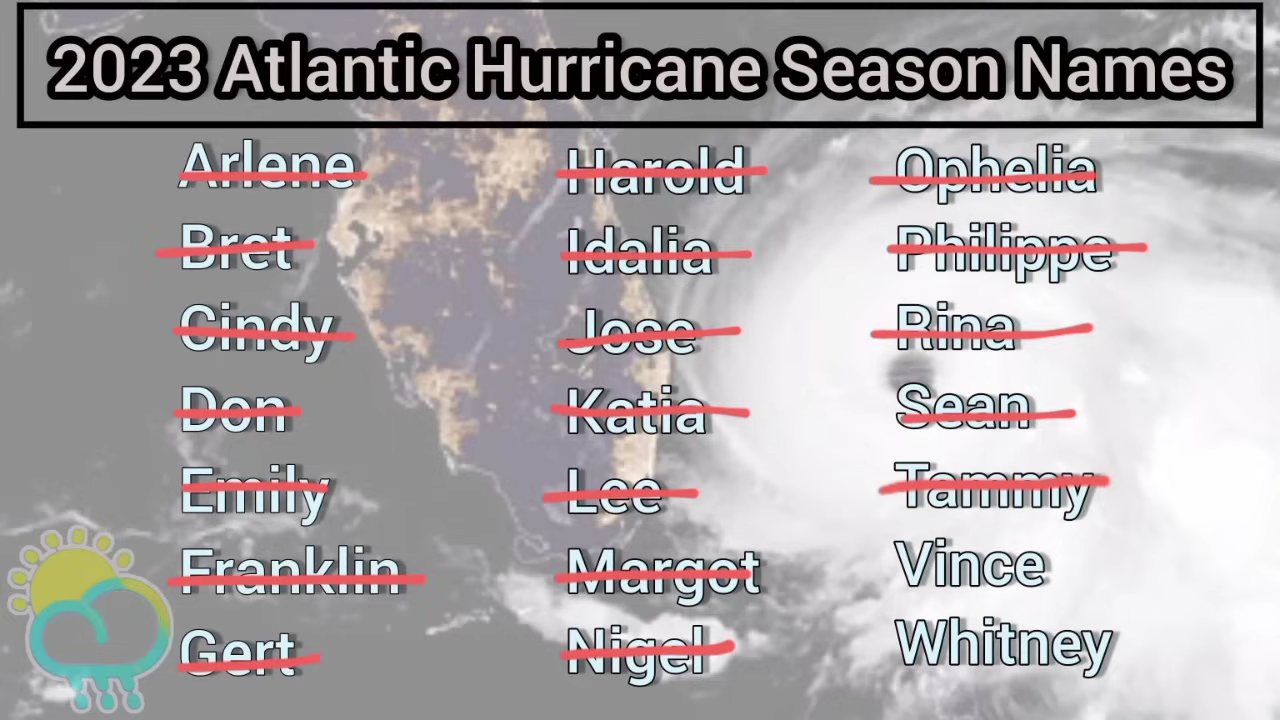 2023 Atlantic Hurricane Season Names
Arlene
Bret
Cindy
Don
Emily
Franklin
Gert
Harold
Idalia
Jose
Katia
Lee
Margot
Nigel
Ophelia
Philippe
Rina
Sean
Tammy
Vince
Whitney